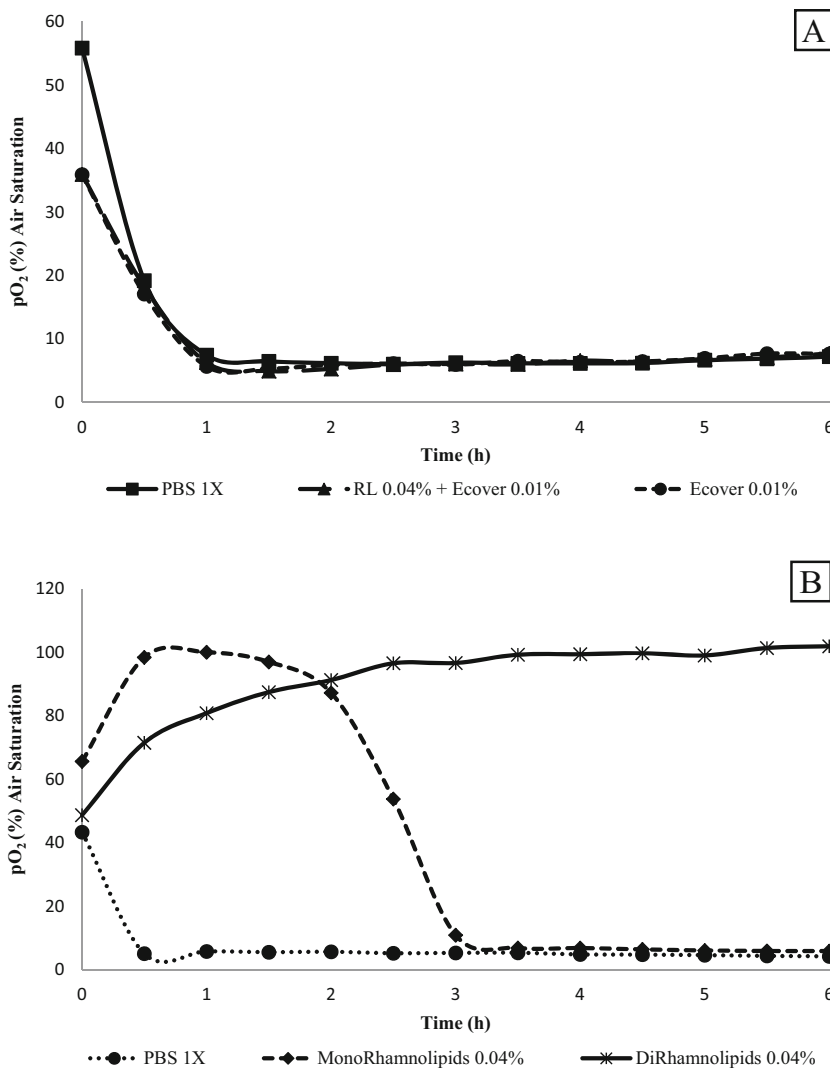 A
60
50
40
30
20
10
0
pO₂ (%) Air Saturation
0 1 2 3 4 5 6
Time (h)
PBS 1X RL 0.04% + Ecover 0.01% Ecover 0.01%
B
120
100
80
60
40
20
0
pO₂ (%) Air Saturation
0 1 2 3 4 5 6
Time (h)
PBS 1X MonoRhamnolipids 0.04% DiRhamnolipids 0.04%